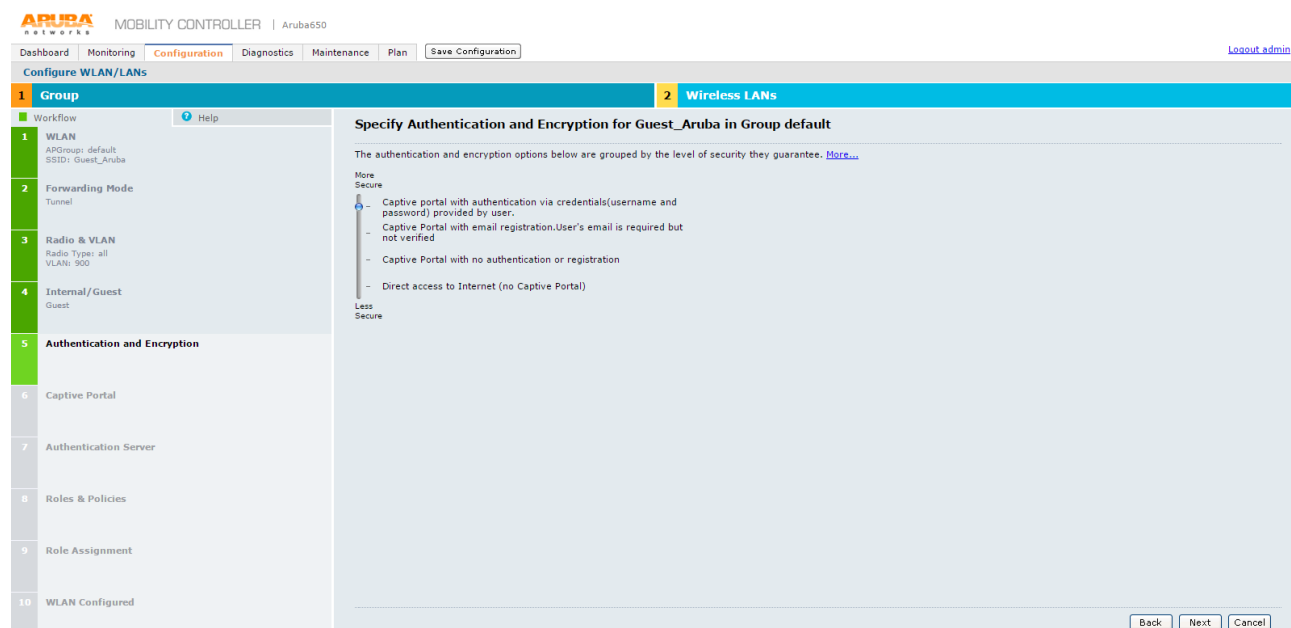 ARUBA networks MOBILITY CONTROLLER | Aruba650
Dashboard Monitoring Configuration Diagnostics Maintenance Plan Save Configuration Logout admin
Configure WLAN/LANs
1 Group 2 Wireless LANs
Workflow ? Help
1 WLAN
APGroup: default
SSID: Guest_Aruba
2 Forwarding Mode
Tunnel
3 Radio & VLAN
Radio Type: all
VLAN: 900
4 Internal/Guest
Guest
5 Authentication and Encryption
6 Captive Portal
7 Authentication Server
8 Roles & Policies
9 Role Assignment
10 WLAN Configured
Specify Authentication and Encryption for Guest_Aruba in Group default
The authentication and encryption options below are grouped by the level of security they guarantee. More...
More
Secure
Captive portal with authentication via credentials(username and
password) provided by user.
Captive Portal with email registration.User's email is required but
not verified
Captive Portal with no authentication or registration
Direct access to Internet (no Captive Portal)
Less
Secure
Back Next Cancel